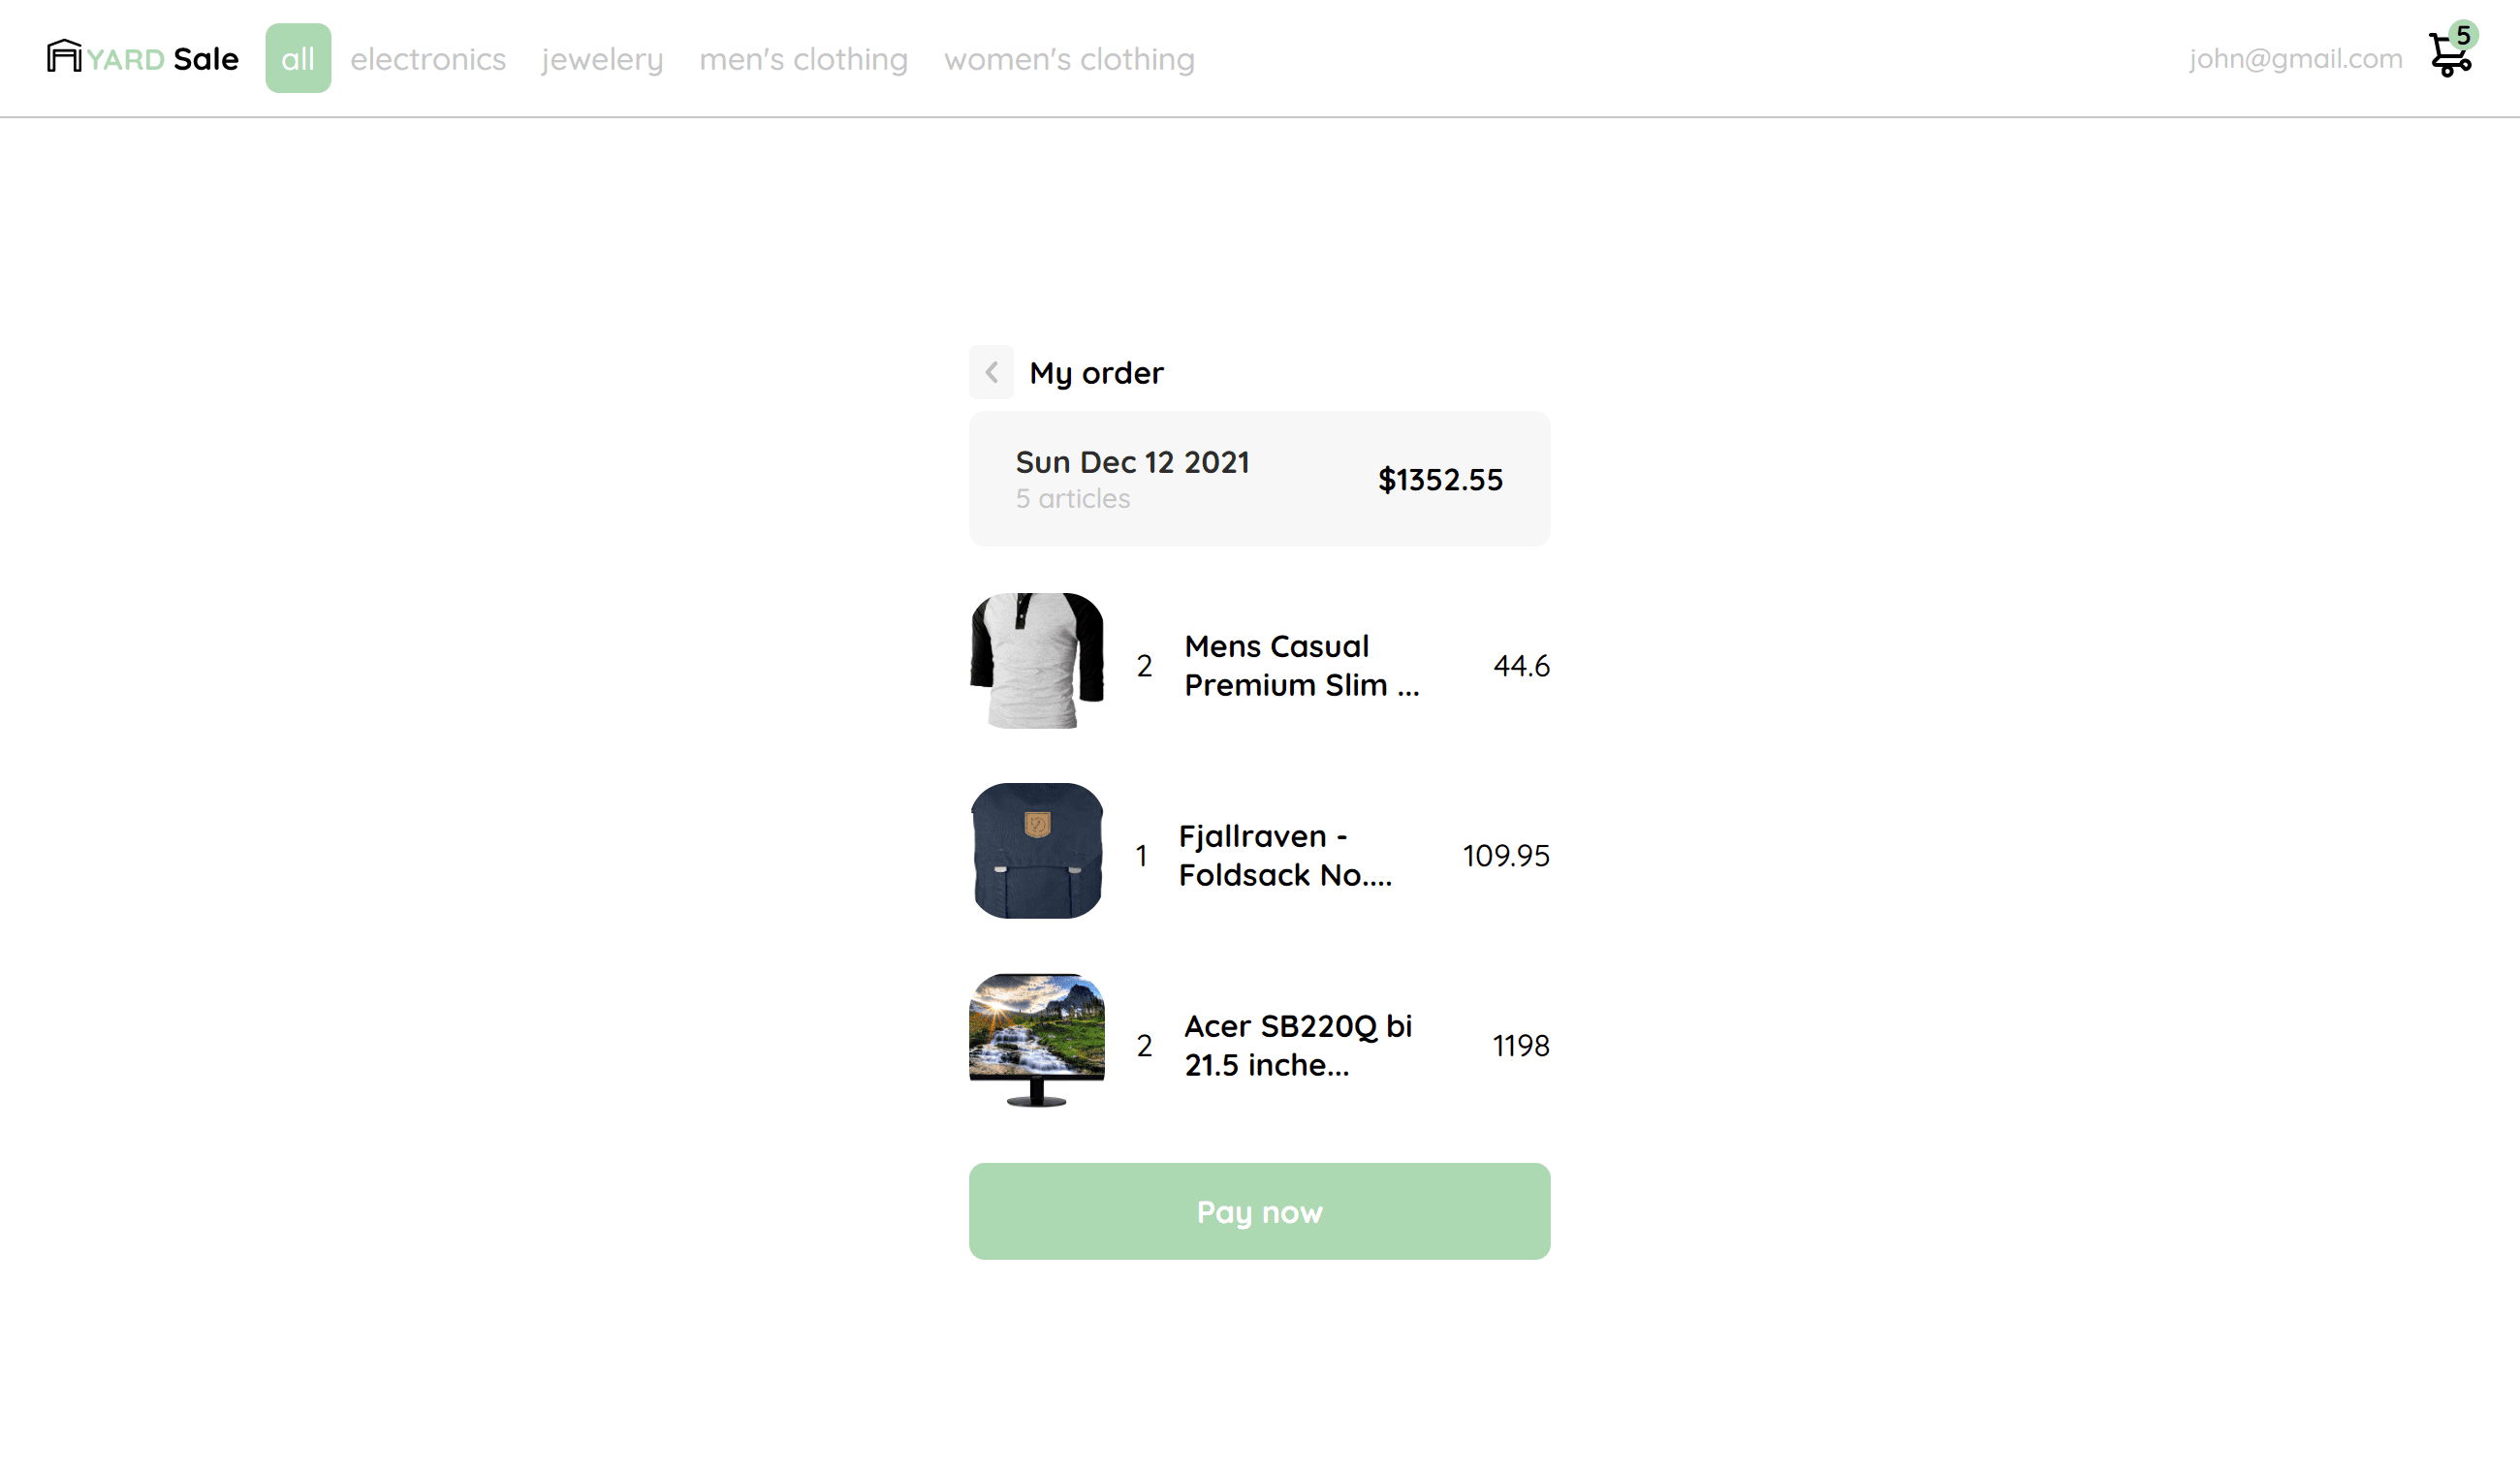 YARD Sale all electronics jewelery men's clothing women's clothing john@gmail.com 5
My order
Sun Dec 12 2021
5 articles
$1352.55
2
Mens Casual
Premium Slim ...
44.6
1
Fjallraven -
Foldsack No....
109.95
2
Acer SB220Q bi
21.5 inche...
1198
Pay now